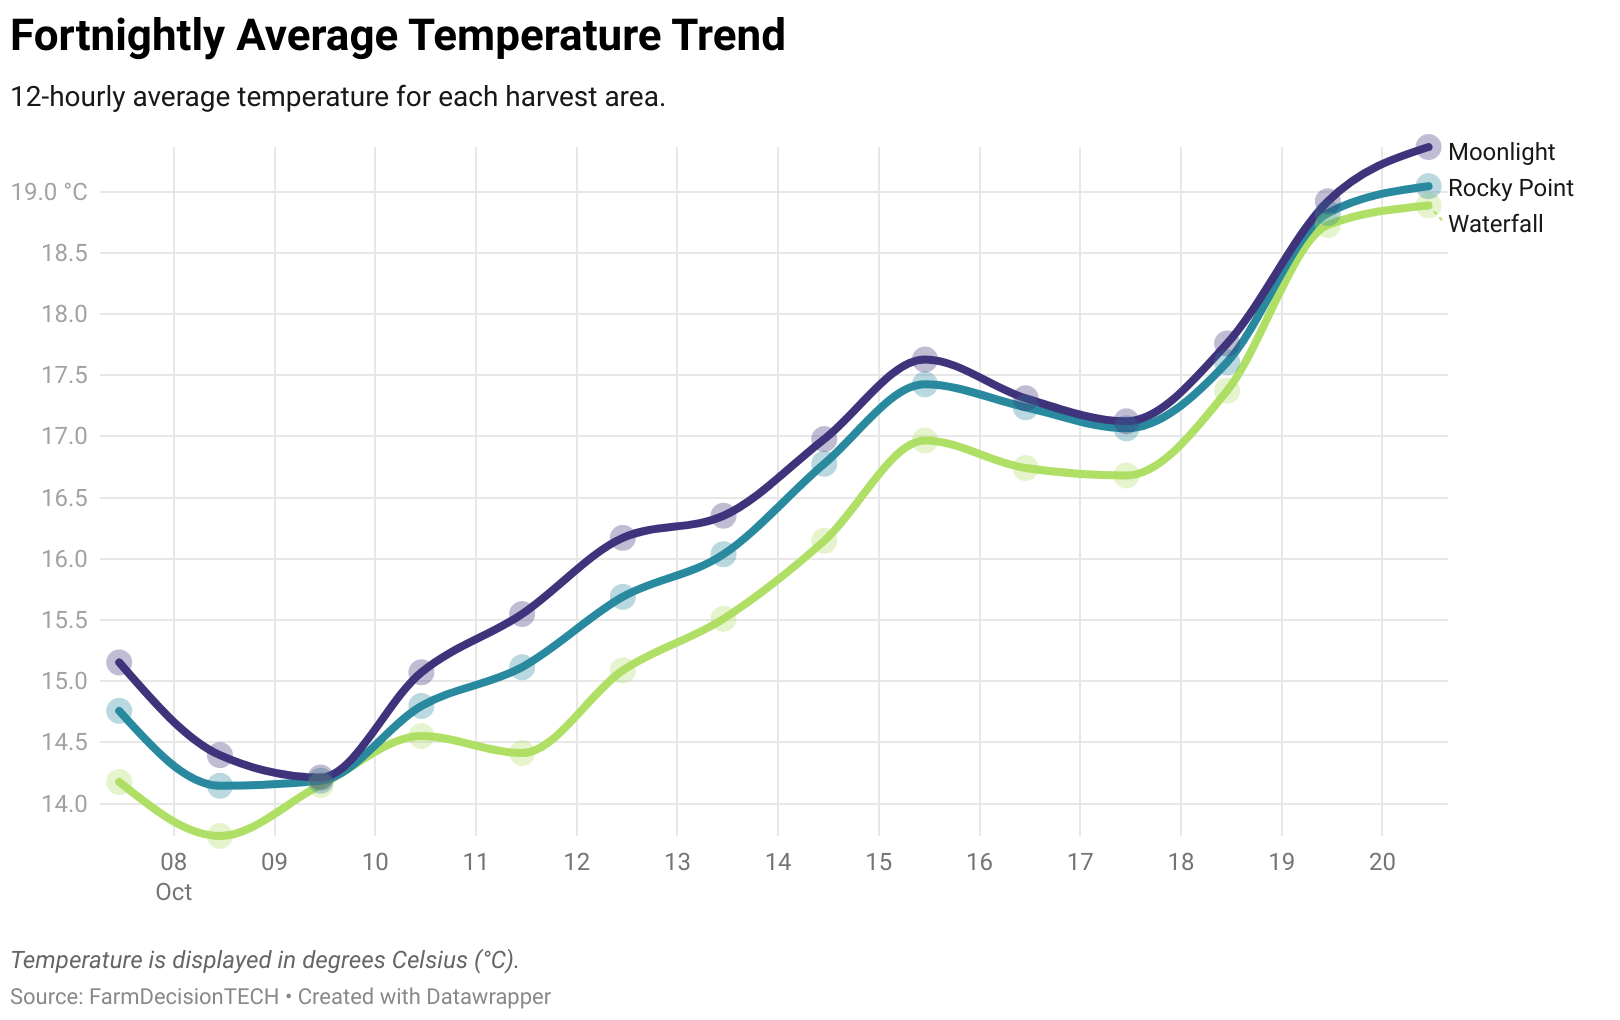 Fortnightly Average Temperature Trend
12-hourly average temperature for each harvest area.
Moonlight
Rocky Point
Waterfall
19.0 °C
18.5
18.0
17.5
17.0
16.5
16.0
15.5
15.0
14.5
14.0
08 09 10 11 12 13 14 15 16 17 18 19 20
Oct
Temperature is displayed in degrees Celsius (°C).
Source: FarmDecisionTECH • Created with Datawrapper